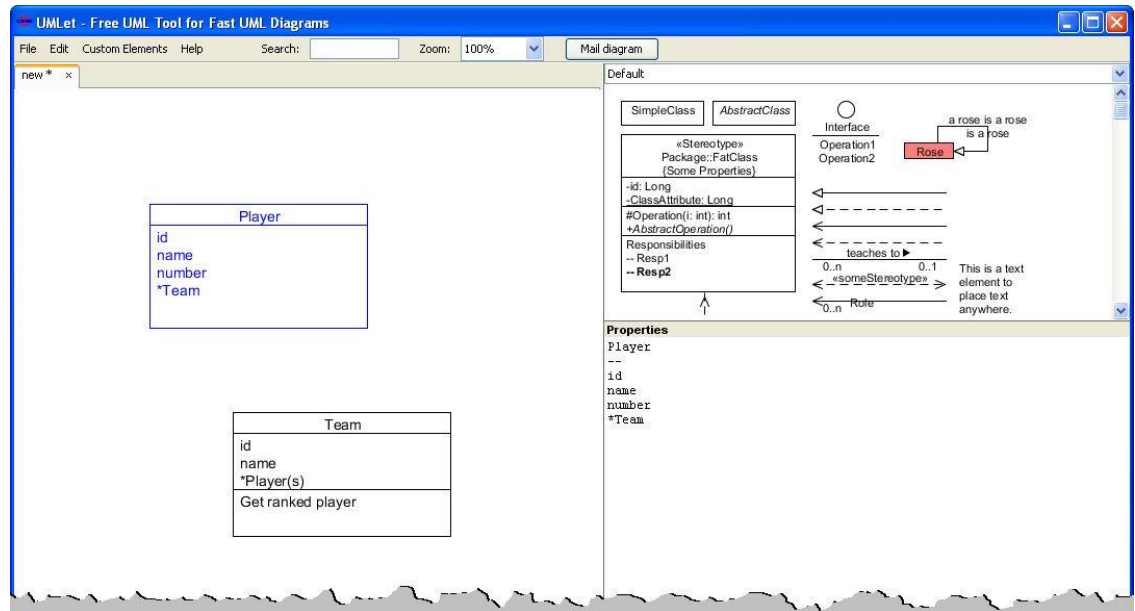 UMLet - Free UML Tool for Fast UML Diagrams
File Edit Custom Elements Help Search: Zoom: 100% Mail diagram
new * ×
Player
id
name
number
*Team
Team
id
name
*Player(s)
Get ranked player
Default
SimpleClass
AbstractClass
«Stereotype»
Package::FatClass
{Some Properties}
-id: Long
-ClassAttribute: Long
#Operation(i: int): int
+AbstractOperation()
Responsibilities
-- Resp1
-- Resp2
Interface
Operation1
Operation2
a rose is a rose
is a rose
Rose
teaches to ▶
0..n 0..1
«someStereotype»
0..n Role
This is a text
element to
place text
anywhere.
Properties
Player
--
id
name
number
*Team